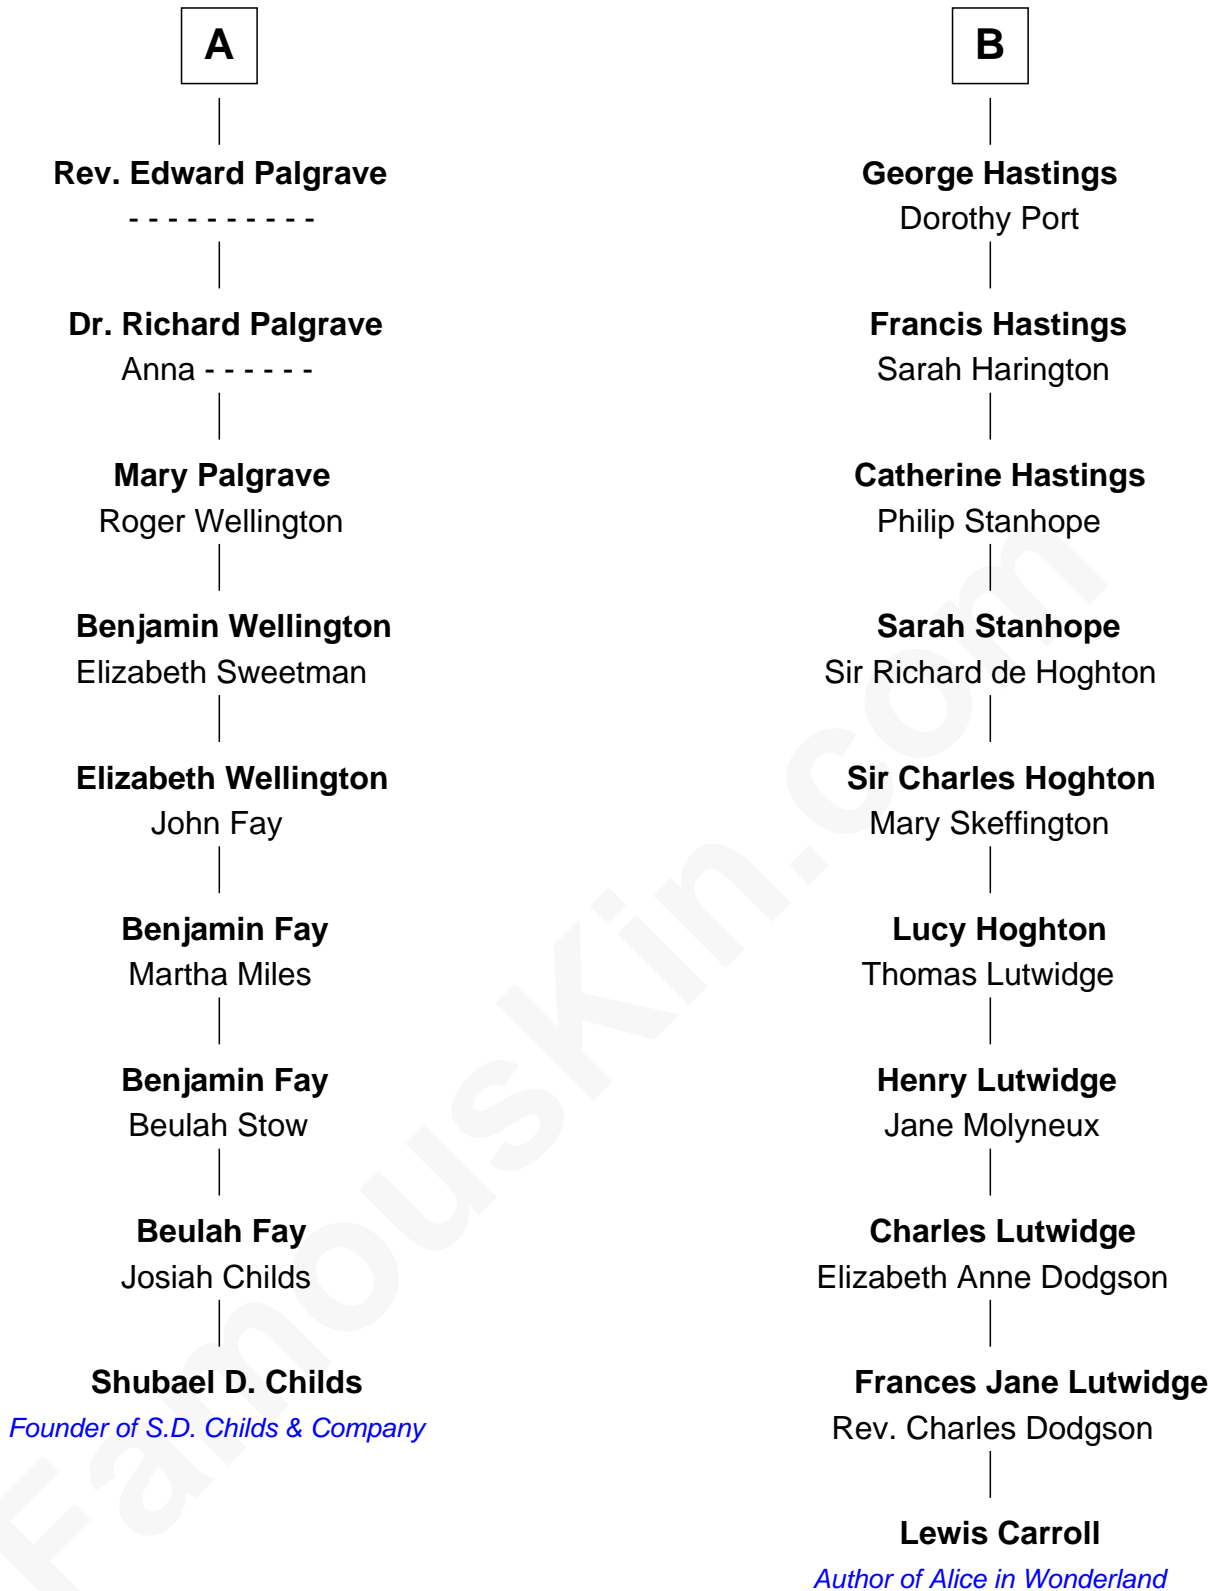 A
Rev. Edward Palgrave
- - - - - - - - - -
Dr. Richard Palgrave
Anna - - - - - -
Mary Palgrave
Roger Wellington
Benjamin Wellington
Elizabeth Sweetman
Elizabeth Wellington
John Fay
Benjamin Fay
Martha Miles
Benjamin Fay
Beulah Stow
Beulah Fay
Josiah Childs
Shubael D. Childs
Founder of S.D. Childs & Company
B
George Hastings
Dorothy Port
Francis Hastings
Sarah Harington
Catherine Hastings
Philip Stanhope
Sarah Stanhope
Sir Richard de Hoghton
Sir Charles Hoghton
Mary Skeffington
Lucy Hoghton
Thomas Lutwidge
Henry Lutwidge
Jane Molyneux
Charles Lutwidge
Elizabeth Anne Dodgson
Frances Jane Lutwidge
Rev. Charles Dodgson
Lewis Carroll
Author of Alice in Wonderland
FamousKin.com